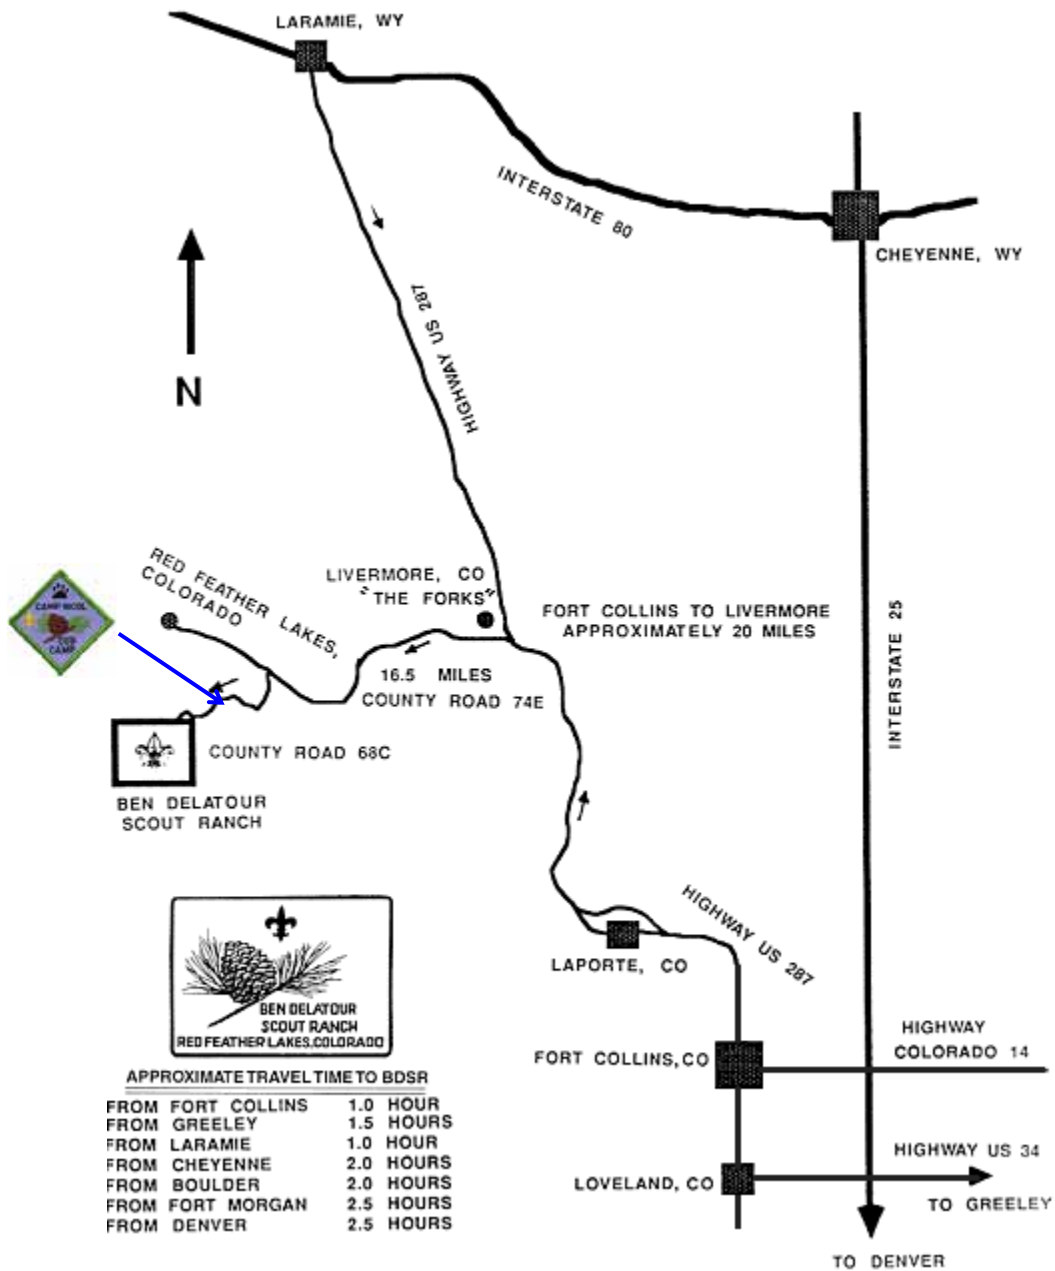 LARAMIE, WY
INTERSTATE 80
CHEYENNE, WY
HIGHWAY US 287
N
RED FEATHER LAKES,
COLORADO
LIVERMORE, CO
"THE FORKS"
FORT COLLINS TO LIVERMORE
APPROXIMATELY 20 MILES
INTERSTATE 25
CAMP NICOL
CUB
CAMP
16.5 MILES
COUNTY ROAD 74E
COUNTY ROAD 68C
BEN DELATOUR
SCOUT RANCH
HIGHWAY US 287
LAPORTE, CO
BEN DELATOUR
SCOUT RANCH
RED FEATHER LAKES, COLORADO
FORT COLLINS, CO
HIGHWAY
COLORADO 14
APPROXIMATE TRAVEL TIME TO BDSR
FROM FORT COLLINS 1.0 HOUR
FROM GREELEY 1.5 HOURS
FROM LARAMIE 1.0 HOUR
FROM CHEYENNE 2.0 HOURS
FROM BOULDER 2.0 HOURS
FROM FORT MORGAN 2.5 HOURS
FROM DENVER 2.5 HOURS
HIGHWAY US 34
LOVELAND, CO
TO GREELEY
TO DENVER